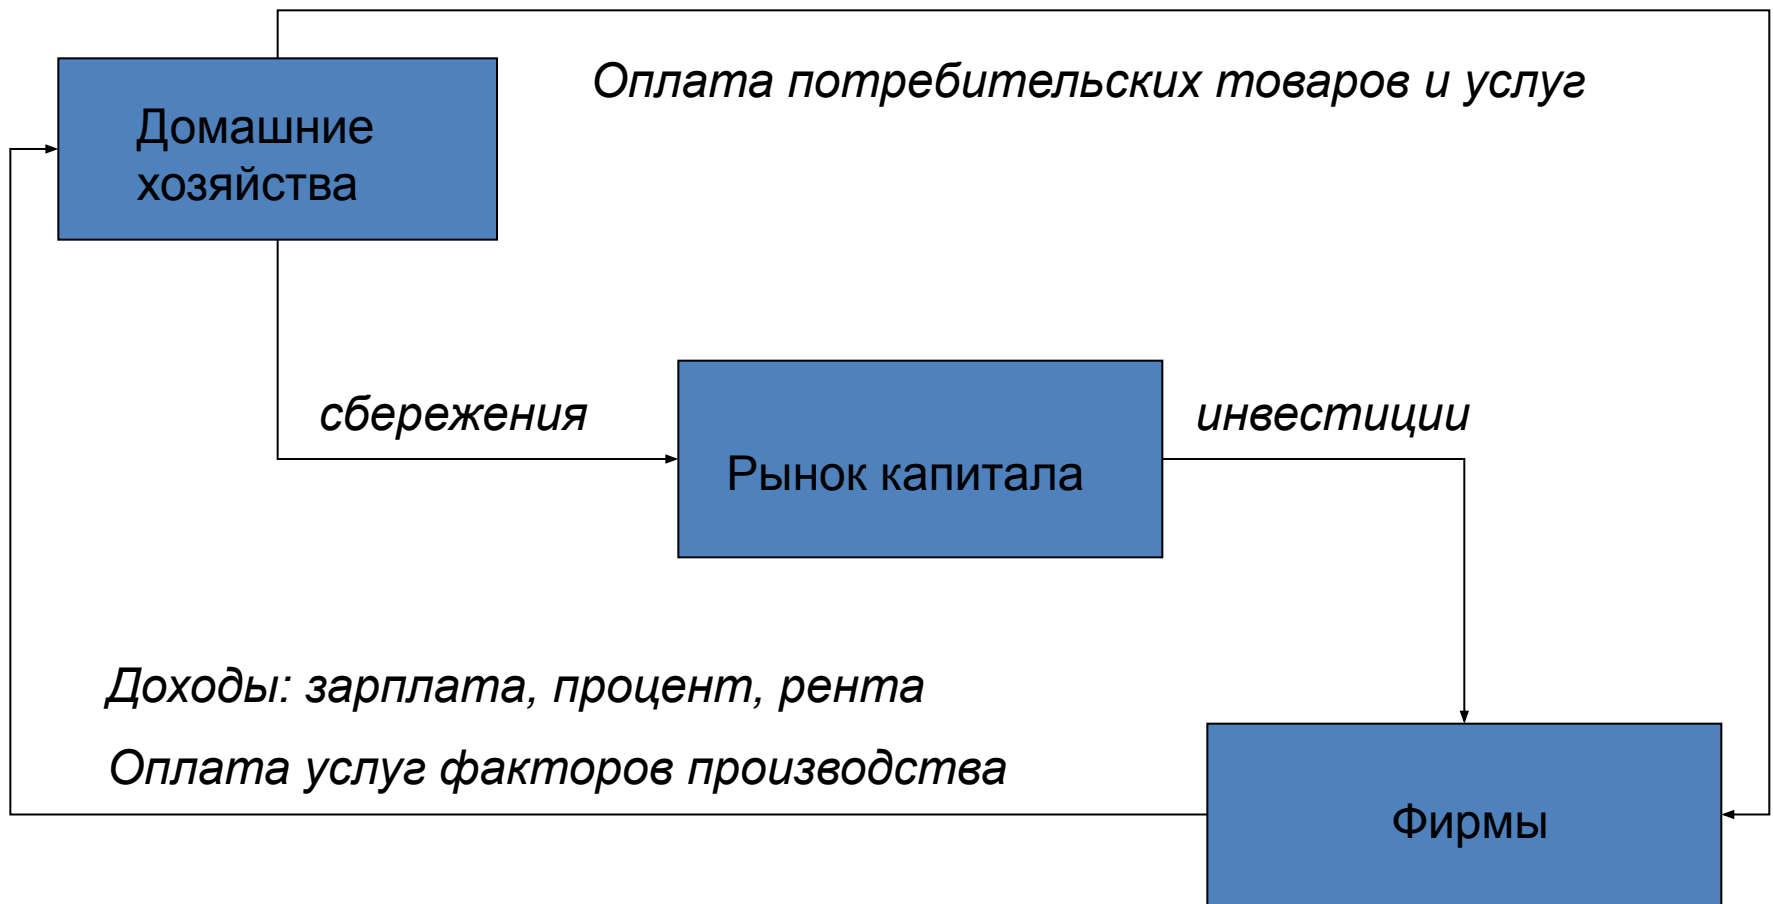 Оплата потребительских товаров и услуг
Домашние
хозяйства
сбережения
инвестиции
Рынок капитала
Доходы: зарплата, процент, рента
Оплата услуг факторов производства
Фирмы